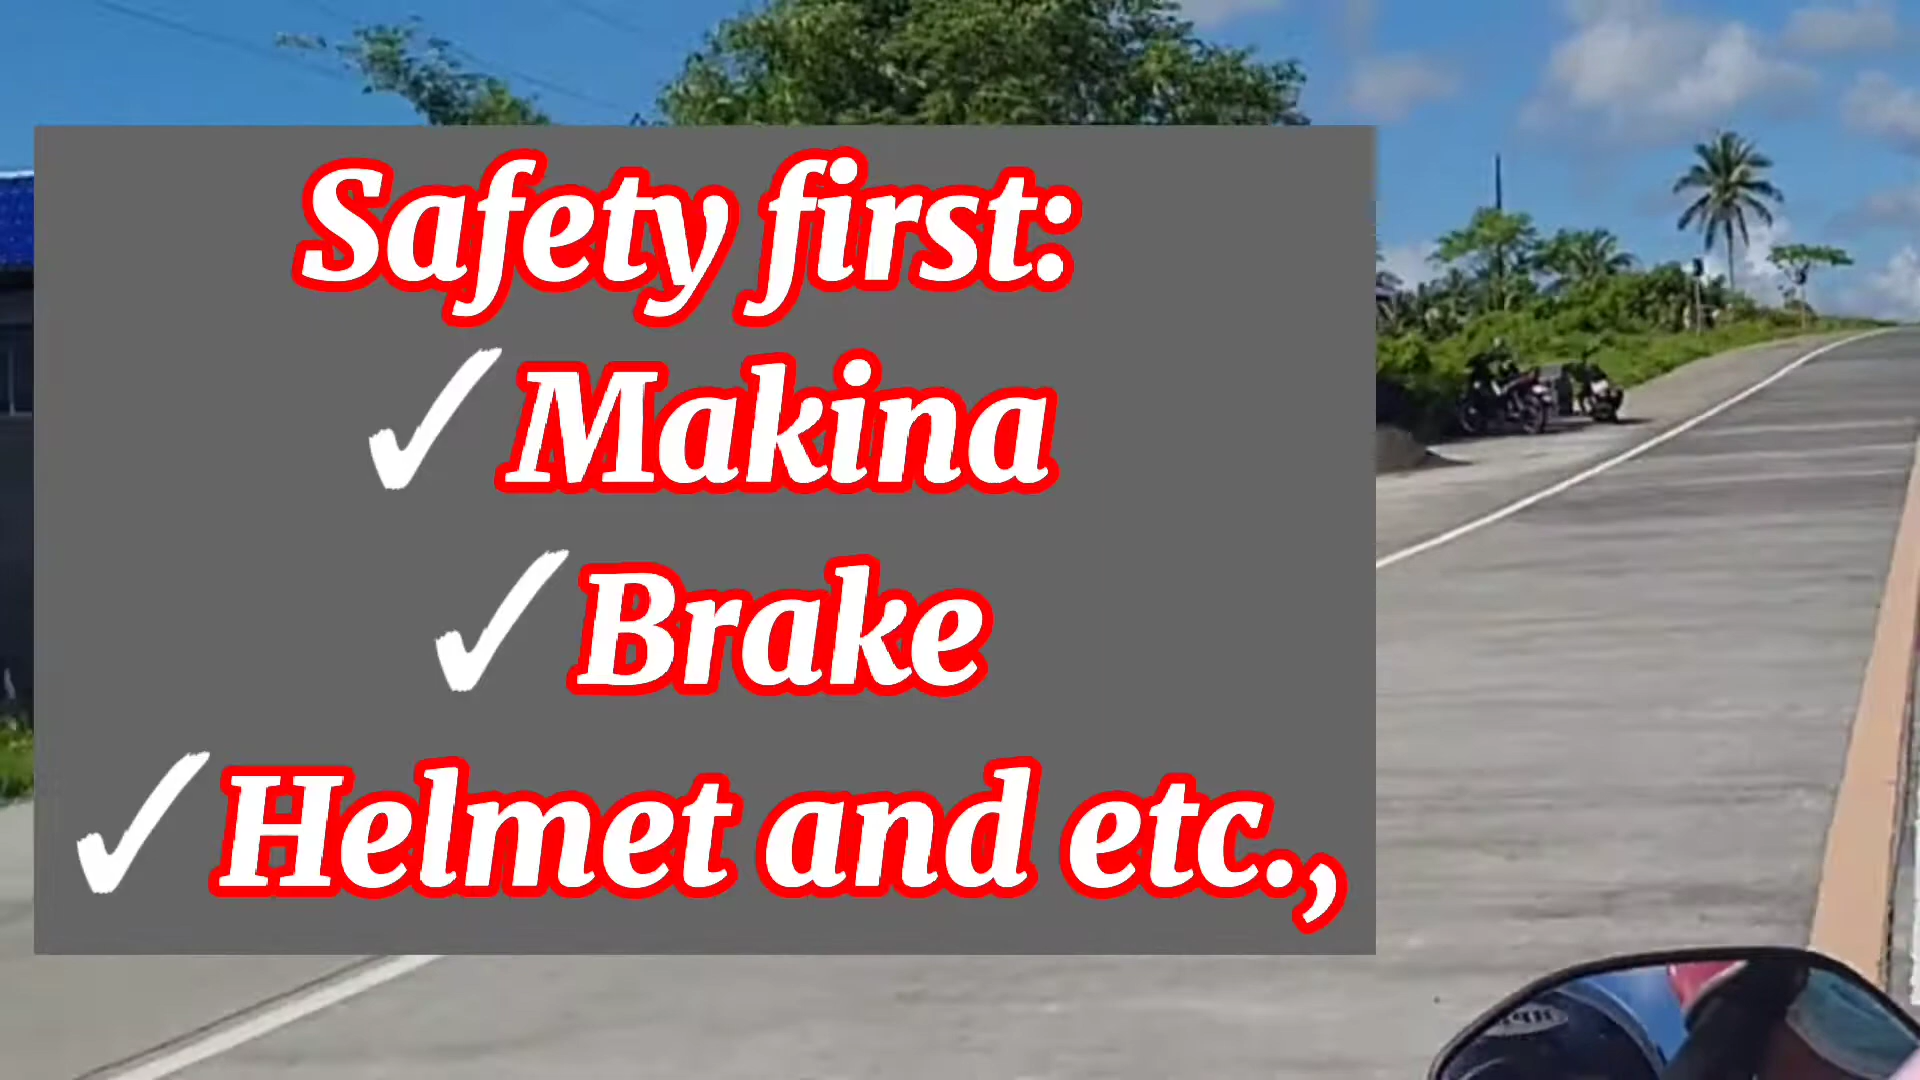 Safety first:
✓Makina
✓Brake
✓Helmet and etc.,